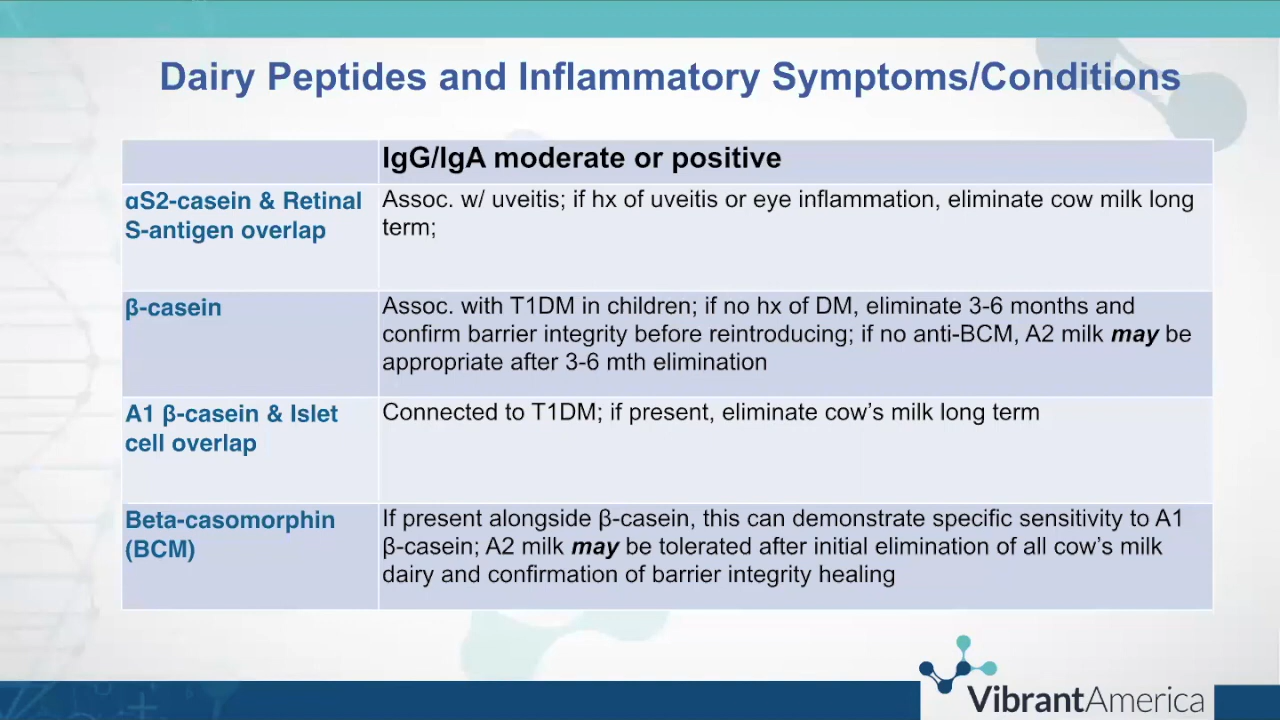 Dairy Peptides and Inflammatory Symptoms/Conditions
IgG/IgA moderate or positive
αS2-casein & Retinal
S-antigen overlap
Assoc. w/ uveitis; if hx of uveitis or eye inflammation, eliminate cow milk long
term;
β-casein
Assoc. with T1DM in children; if no hx of DM, eliminate 3-6 months and
confirm barrier integrity before reintroducing; if no anti-BCM, A2 milk may be
appropriate after 3-6 mth elimination
A1 β-casein & Islet
cell overlap
Connected to T1DM; if present, eliminate cow's milk long term
Beta-casomorphin
(BCM)
If present alongside β-casein, this can demonstrate specific sensitivity to A1
β-casein; A2 milk may be tolerated after initial elimination of all cow's milk
dairy and confirmation of barrier integrity healing
VibrantAmerica